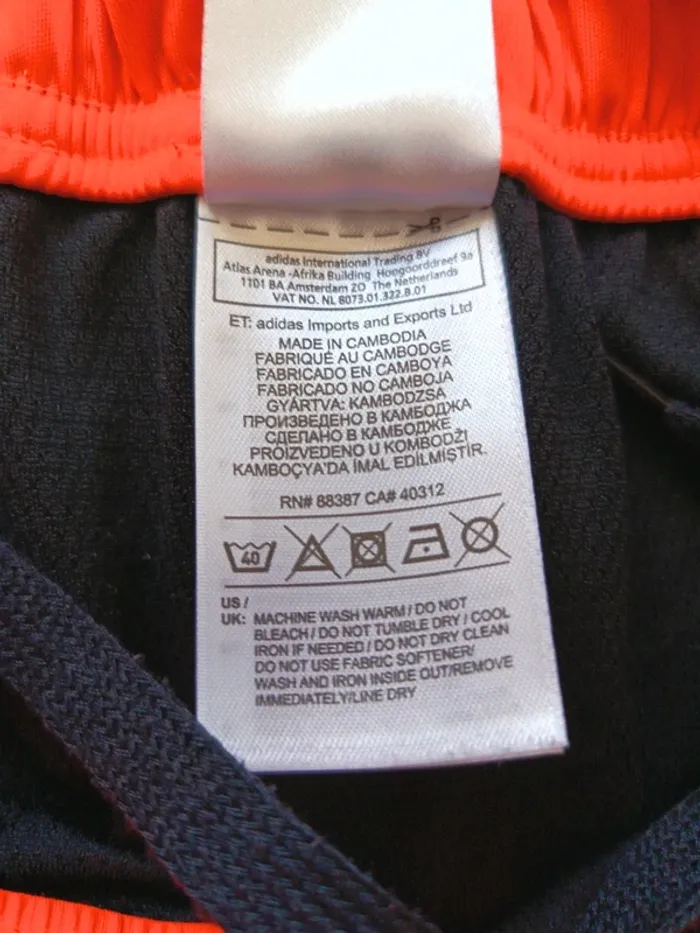 adidas International Trading BV
Atlas Arena -Afrika Building Hoogoorddreef 9a
1101 BA Amsterdam ZO The Netherlands
VAT NO. NL 8073.01.322.B.01
ET: adidas Imports and Exports Ltd
MADE IN CAMBODIA
FABRIQUÉ AU CAMBODGE
FABRICADO EN CAMBOYA
FABRICADO NO CAMBOJA
GYÁRTVA: KAMBODZSA
ПРОИЗВЕДЕНО В КАМБОДЖА
СДЕЛАНО В КАМБОДЖЕ
PROIZVEDENO U KOMBODŽI
KAMBOÇYA'DA İMAL EDİLMİŞTİR.
RN# 88387 CA# 40312
40
US /
UK: MACHINE WASH WARM / DO NOT
BLEACH / DO NOT TUMBLE DRY / COOL
IRON IF NEEDED / DO NOT DRY CLEAN
DO NOT USE FABRIC SOFTENER/
WASH AND IRON INSIDE OUT/REMOVE
IMMEDIATELY/LINE DRY